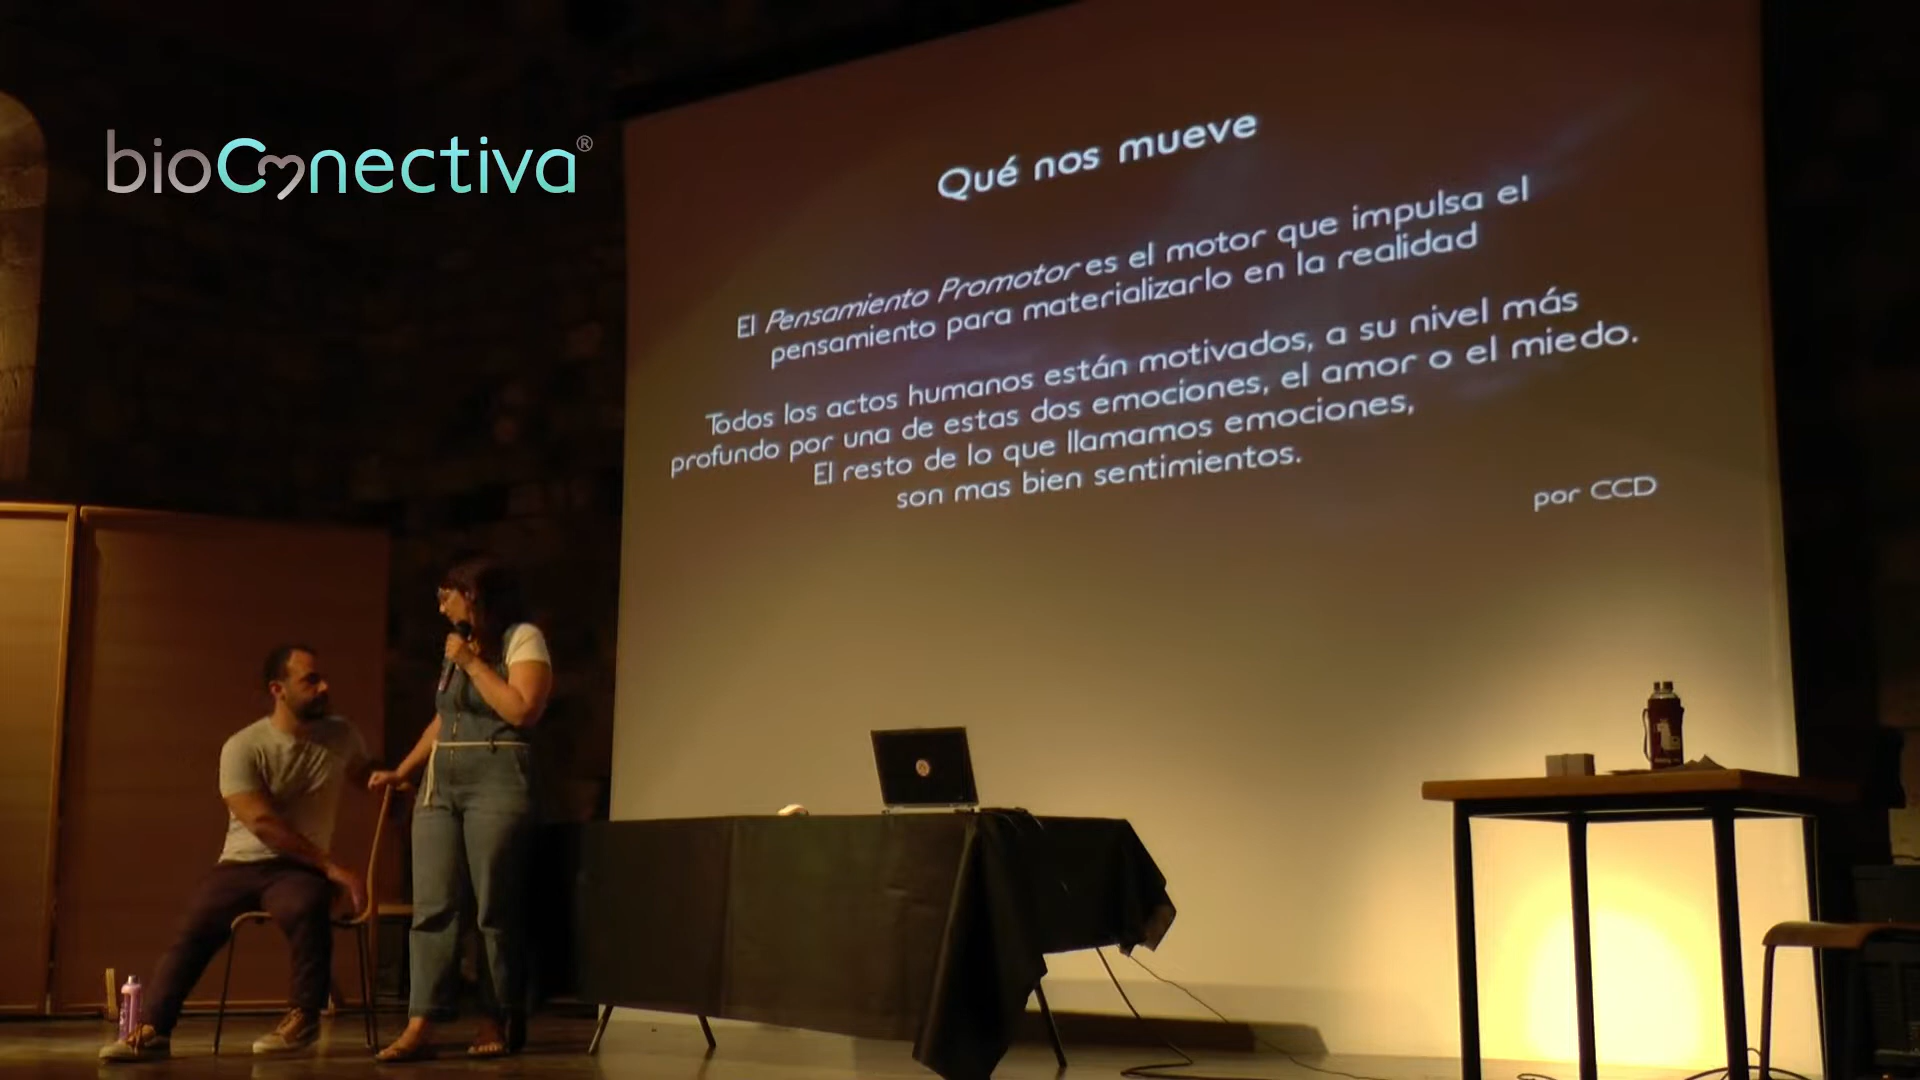 bioConectiva®
Qué nos mueve
El Pensamiento Promotor es el motor que impulsa el
pensamiento para materializarlo en la realidad
Todos los actos humanos están motivados, a su nivel más
profundo por una de estas dos emociones, el amor o el miedo.
El resto de lo que llamamos emociones,
son mas bien sentimientos.
por CCD